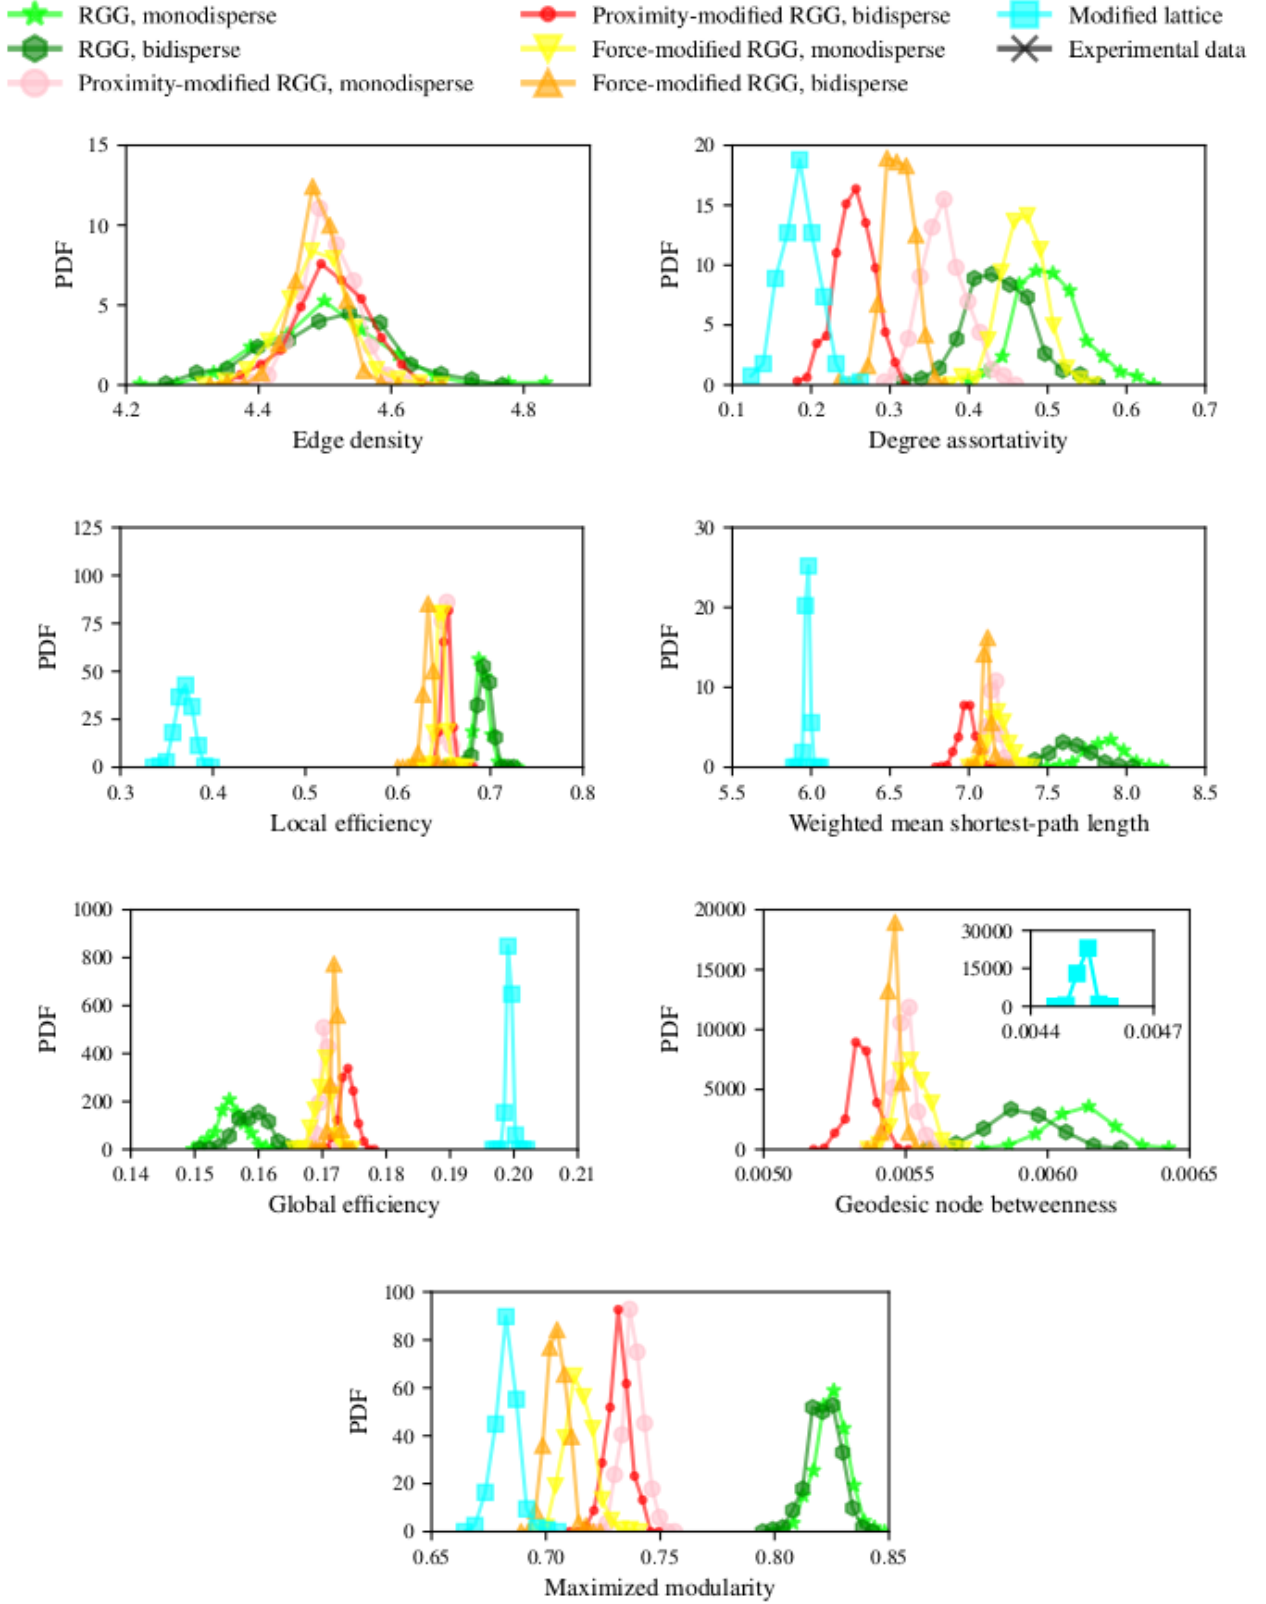 RGG, monodisperse
RGG, bidisperse
Proximity-modified RGG, monodisperse
Proximity-modified RGG, bidisperse
Force-modified RGG, monodisperse
Force-modified RGG, bidisperse
Modified lattice
Experimental data
15
10
5
0
PDF
4.2 4.4 4.6 4.8
Edge density
20
15
10
5
0
PDF
0.1 0.2 0.3 0.4 0.5 0.6 0.7
Degree assortativity
125
100
75
50
25
0
PDF
0.3 0.4 0.5 0.6 0.7 0.8
Local efficiency
30
20
10
0
PDF
5.5 6.0 6.5 7.0 7.5 8.0 8.5
Weighted mean shortest-path length
1000
800
600
400
200
0
PDF
0.14 0.15 0.16 0.17 0.18 0.19 0.20 0.21
Global efficiency
20000
15000
10000
5000
0
PDF
30000
15000
0
0.0044 0.0047
0.0050 0.0055 0.0060 0.0065
Geodesic node betweenness
100
80
60
40
20
0
PDF
0.65 0.70 0.75 0.80 0.85
Maximized modularity